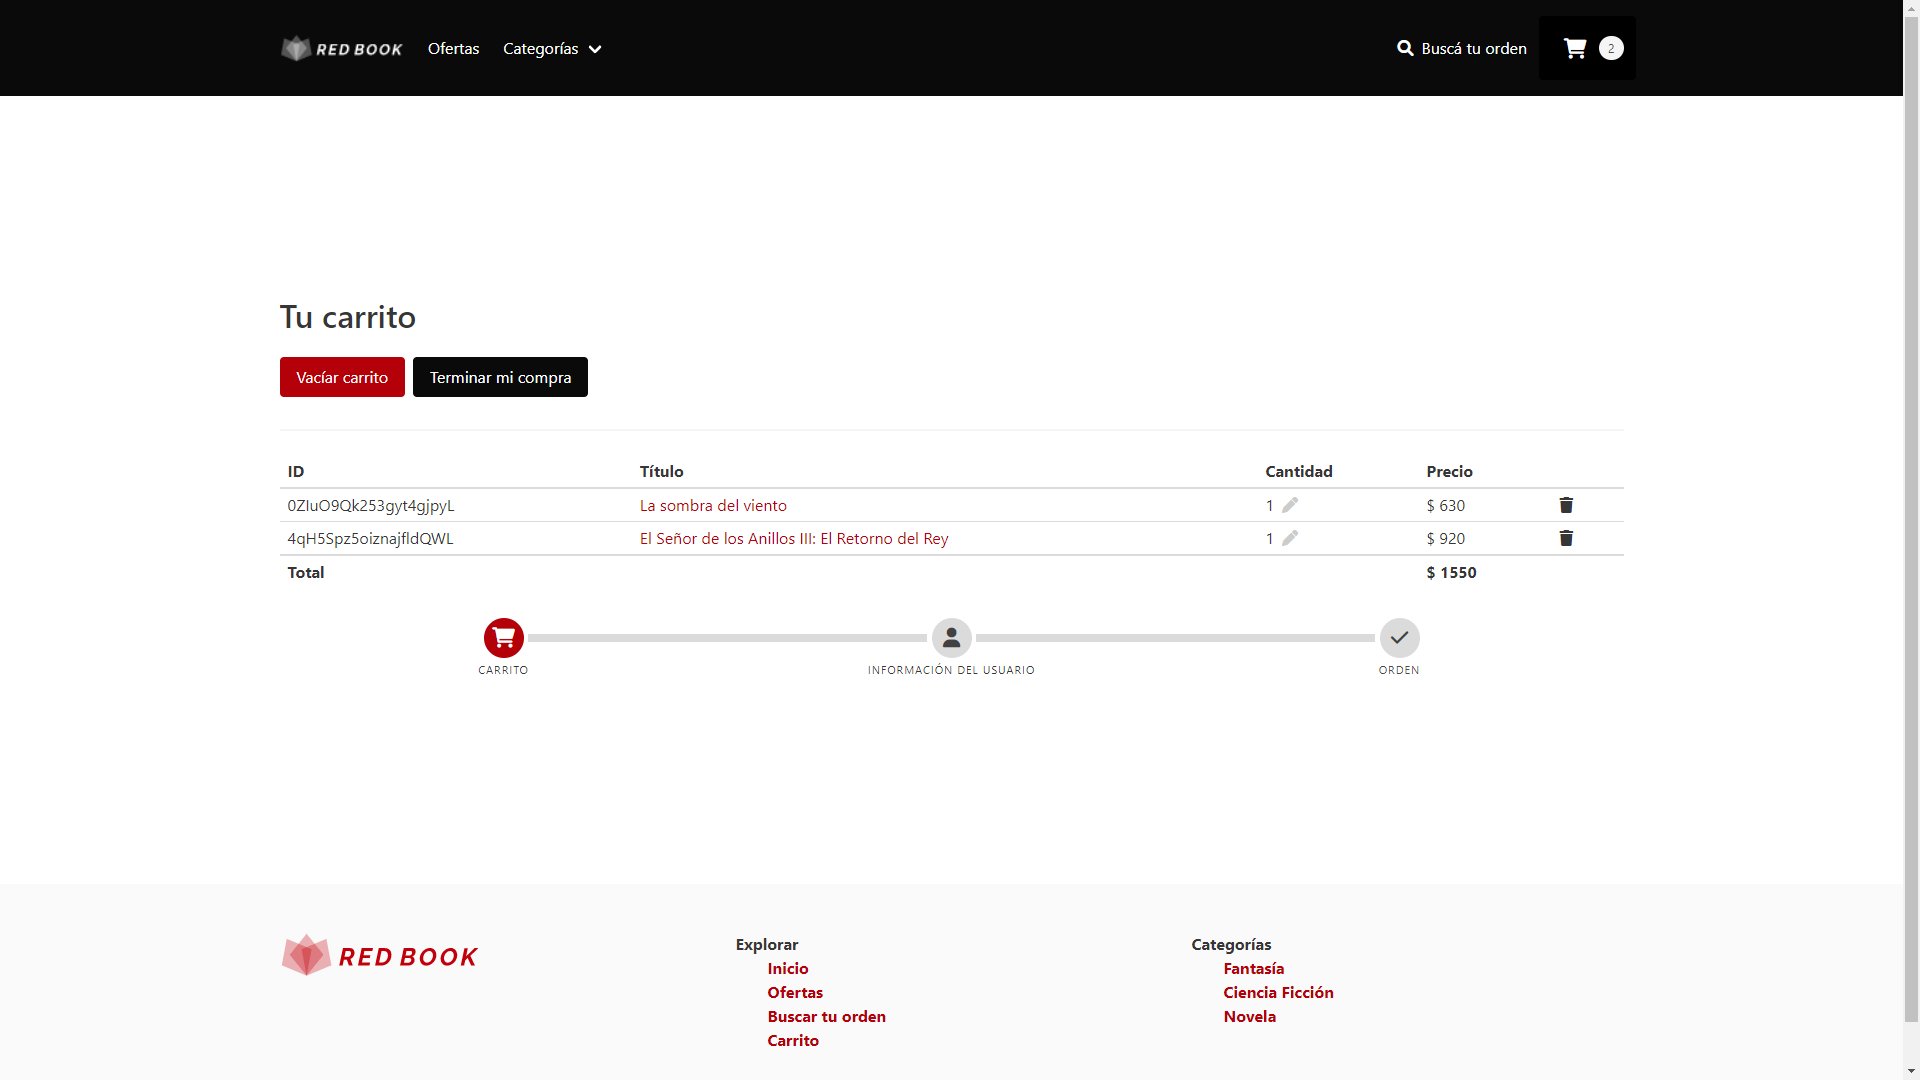 RED BOOK Ofertas Categorías Buscá tu orden 2
Tu carrito
Vacíar carrito Terminar mi compra
ID Título Cantidad Precio
0ZIuO9Qk253gyt4gjpyL La sombra del viento 1 $ 630
4qH5Spz5oiznajfldQWL El Señor de los Anillos III: El Retorno del Rey 1 $ 920
Total $ 1550
CARRITO INFORMACIÓN DEL USUARIO ORDEN
RED BOOK
Explorar
Inicio
Ofertas
Buscar tu orden
Carrito
Categorías
Fantasía
Ciencia Ficción
Novela